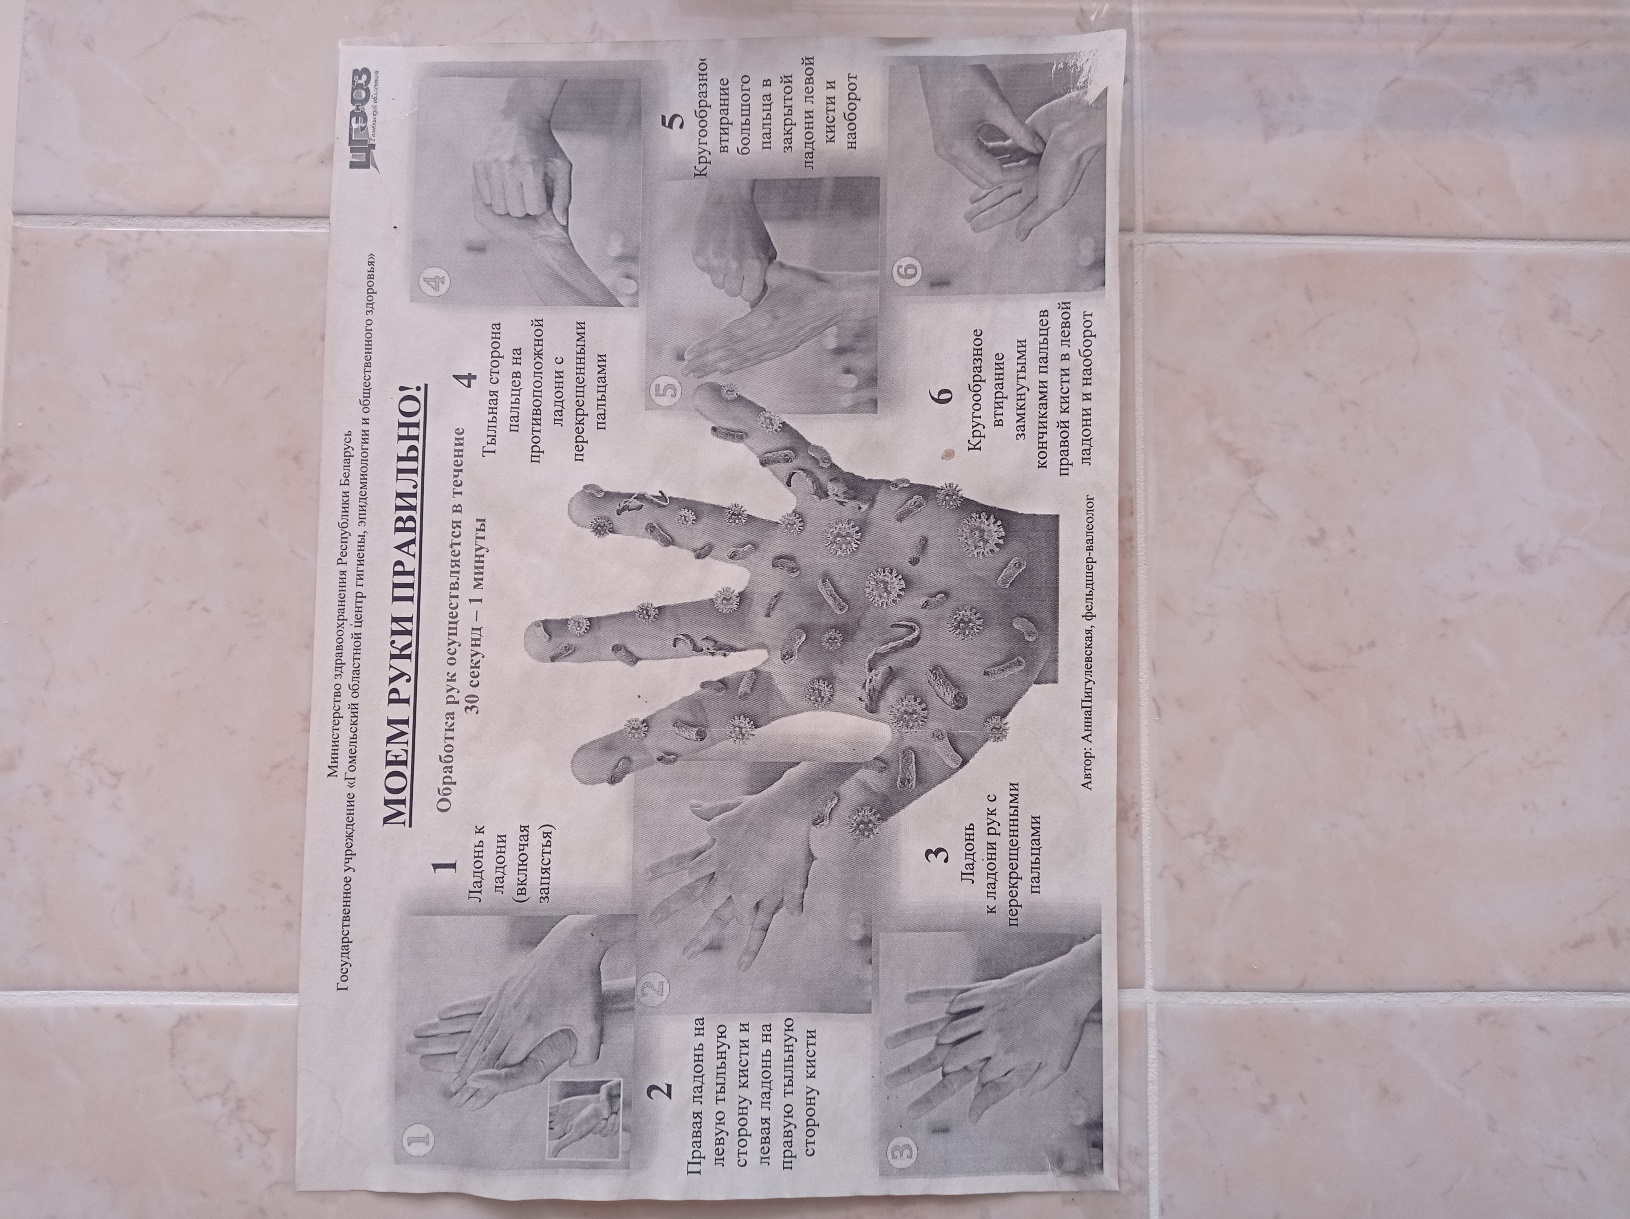 Министерство здравоохранения Республики Беларусь
Государственное учреждение «Гомельский областной центр гигиены, эпидемиологии и общественного здоровья»
МОЕМ РУКИ ПРАВИЛЬНО!
Обработка рук осуществляется в течение
30 секунд – 1 минуты
1
1
Ладонь к
ладони
(включая
запястья)
2
Правая ладонь на
левую тыльную
сторону кисти и
левая ладонь на
правую тыльную
сторону кисти
2
3
3
Ладонь
к ладони рук с
перекрещенными
пальцами
4
Тыльная сторона
пальцев на
противоположной
ладони с
перекрещенными
пальцами
4
5
5
Кругообразное
втирание
большого
пальца в
закрытой
ладони левой
кисти и
наоборот
6
Кругообразное
втирание
замкнутыми
кончиками пальцев
правой кисти в левой
ладони и наоборот
6
Автор: АннаПигулевская, фельдшер-валеолог